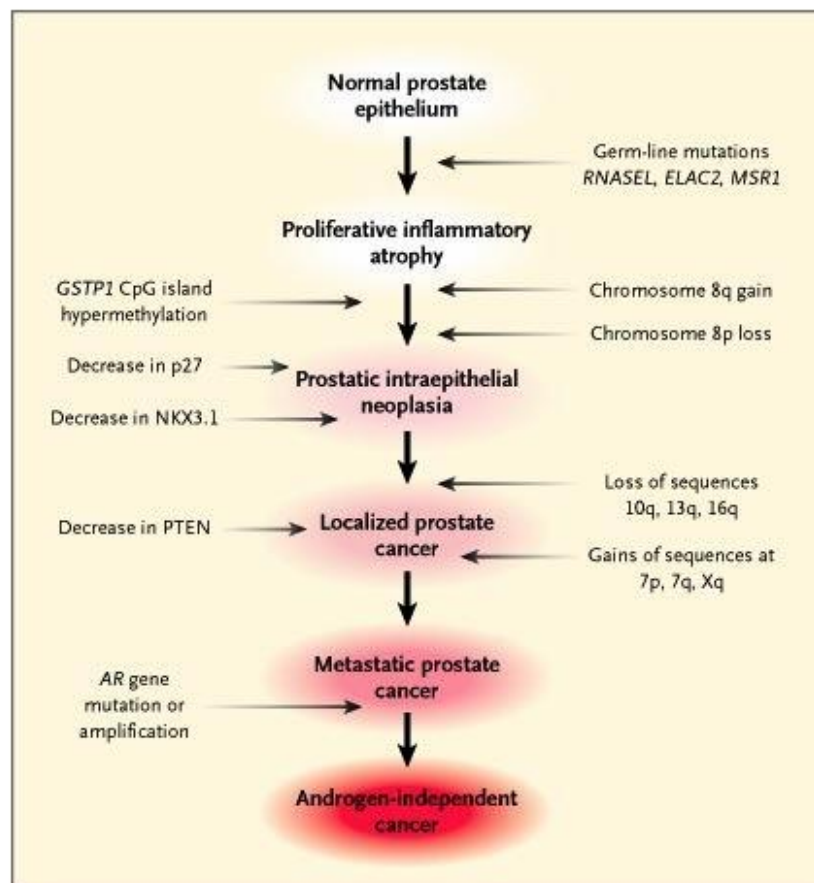 Normal prostate
epithelium
Germ-line mutations
RNASEL, ELAC2, MSR1
Proliferative inflammatory
atrophy
GSTP1 CpG island
hypermethylation
Chromosome 8q gain
Chromosome 8p loss
Decrease in p27
Prostatic intraepithelial
neoplasia
Decrease in NKX3.1
Loss of sequences
10q, 13q, 16q
Decrease in PTEN
Localized prostate
cancer
Gains of sequences at
7p, 7q, Xq
Metastatic prostate
cancer
AR gene
mutation or
amplification
Androgen-independent
cancer